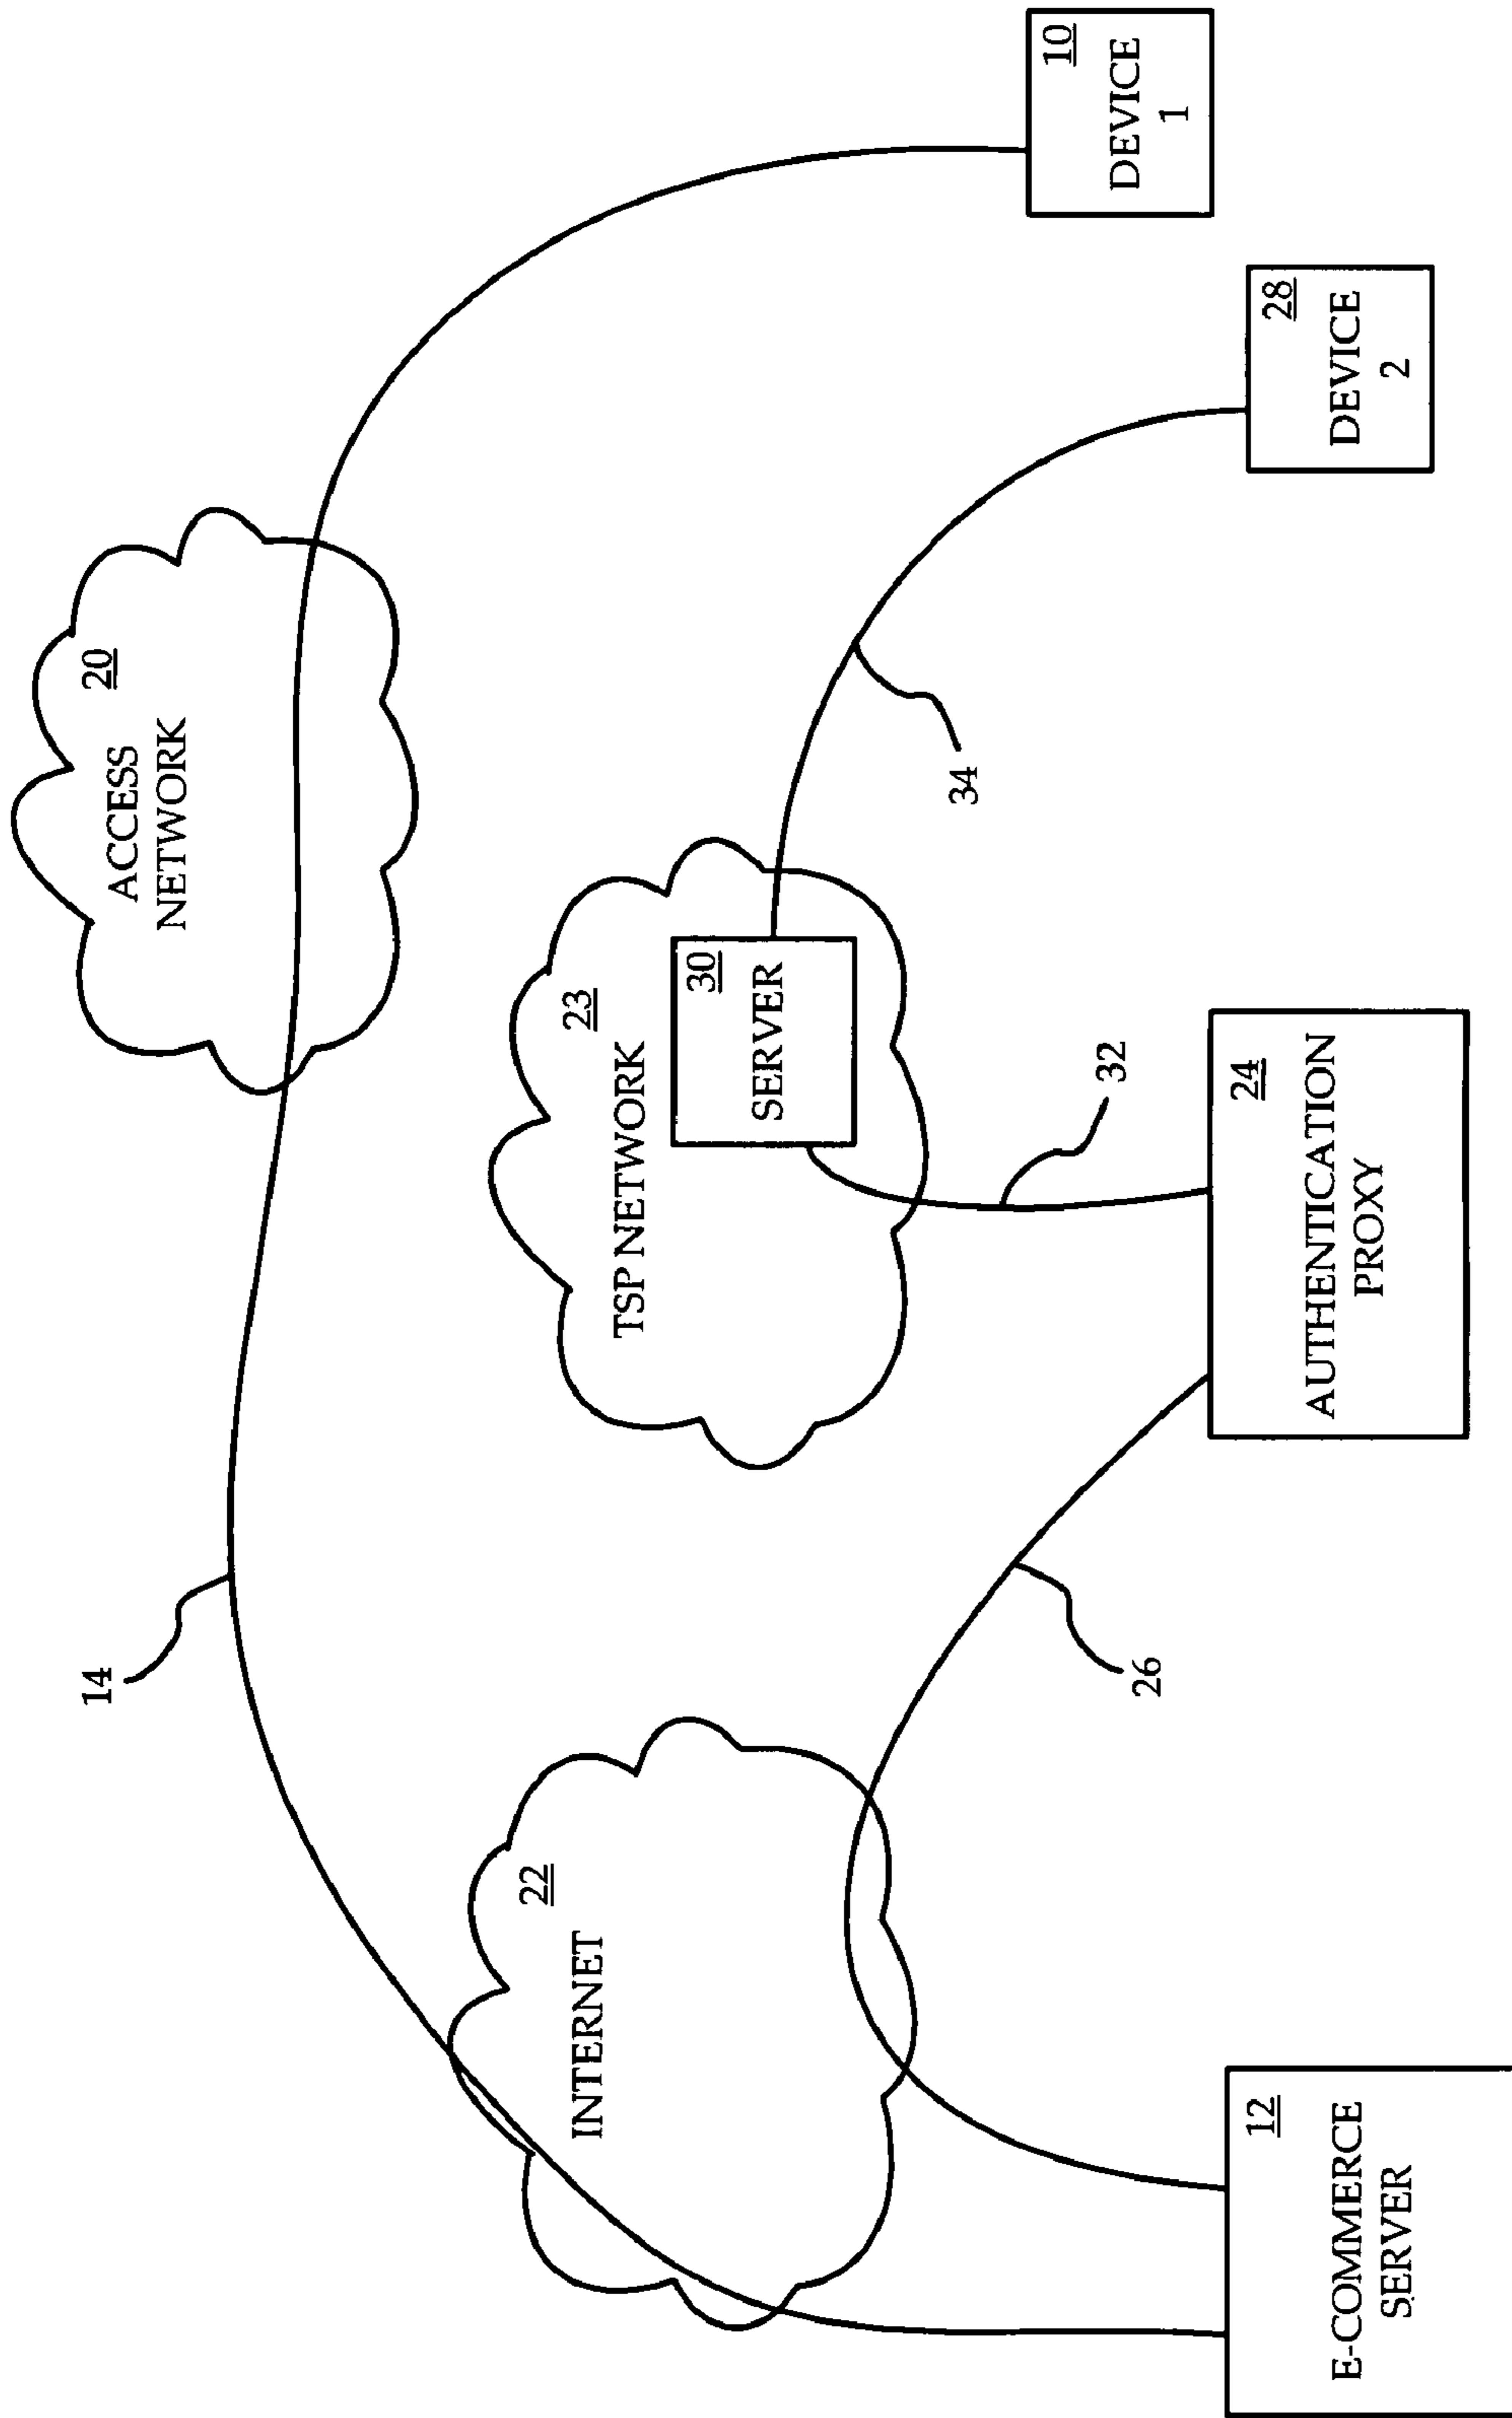 20
ACCESS
NETWORK
14
23
TSP NETWORK
30
SERVER
22
INTERNET
34
32
26
10
DEVICE
1
28
DEVICE
2
24
AUTHENTICATION
PROXY
12
E-COMMERCE
SERVER